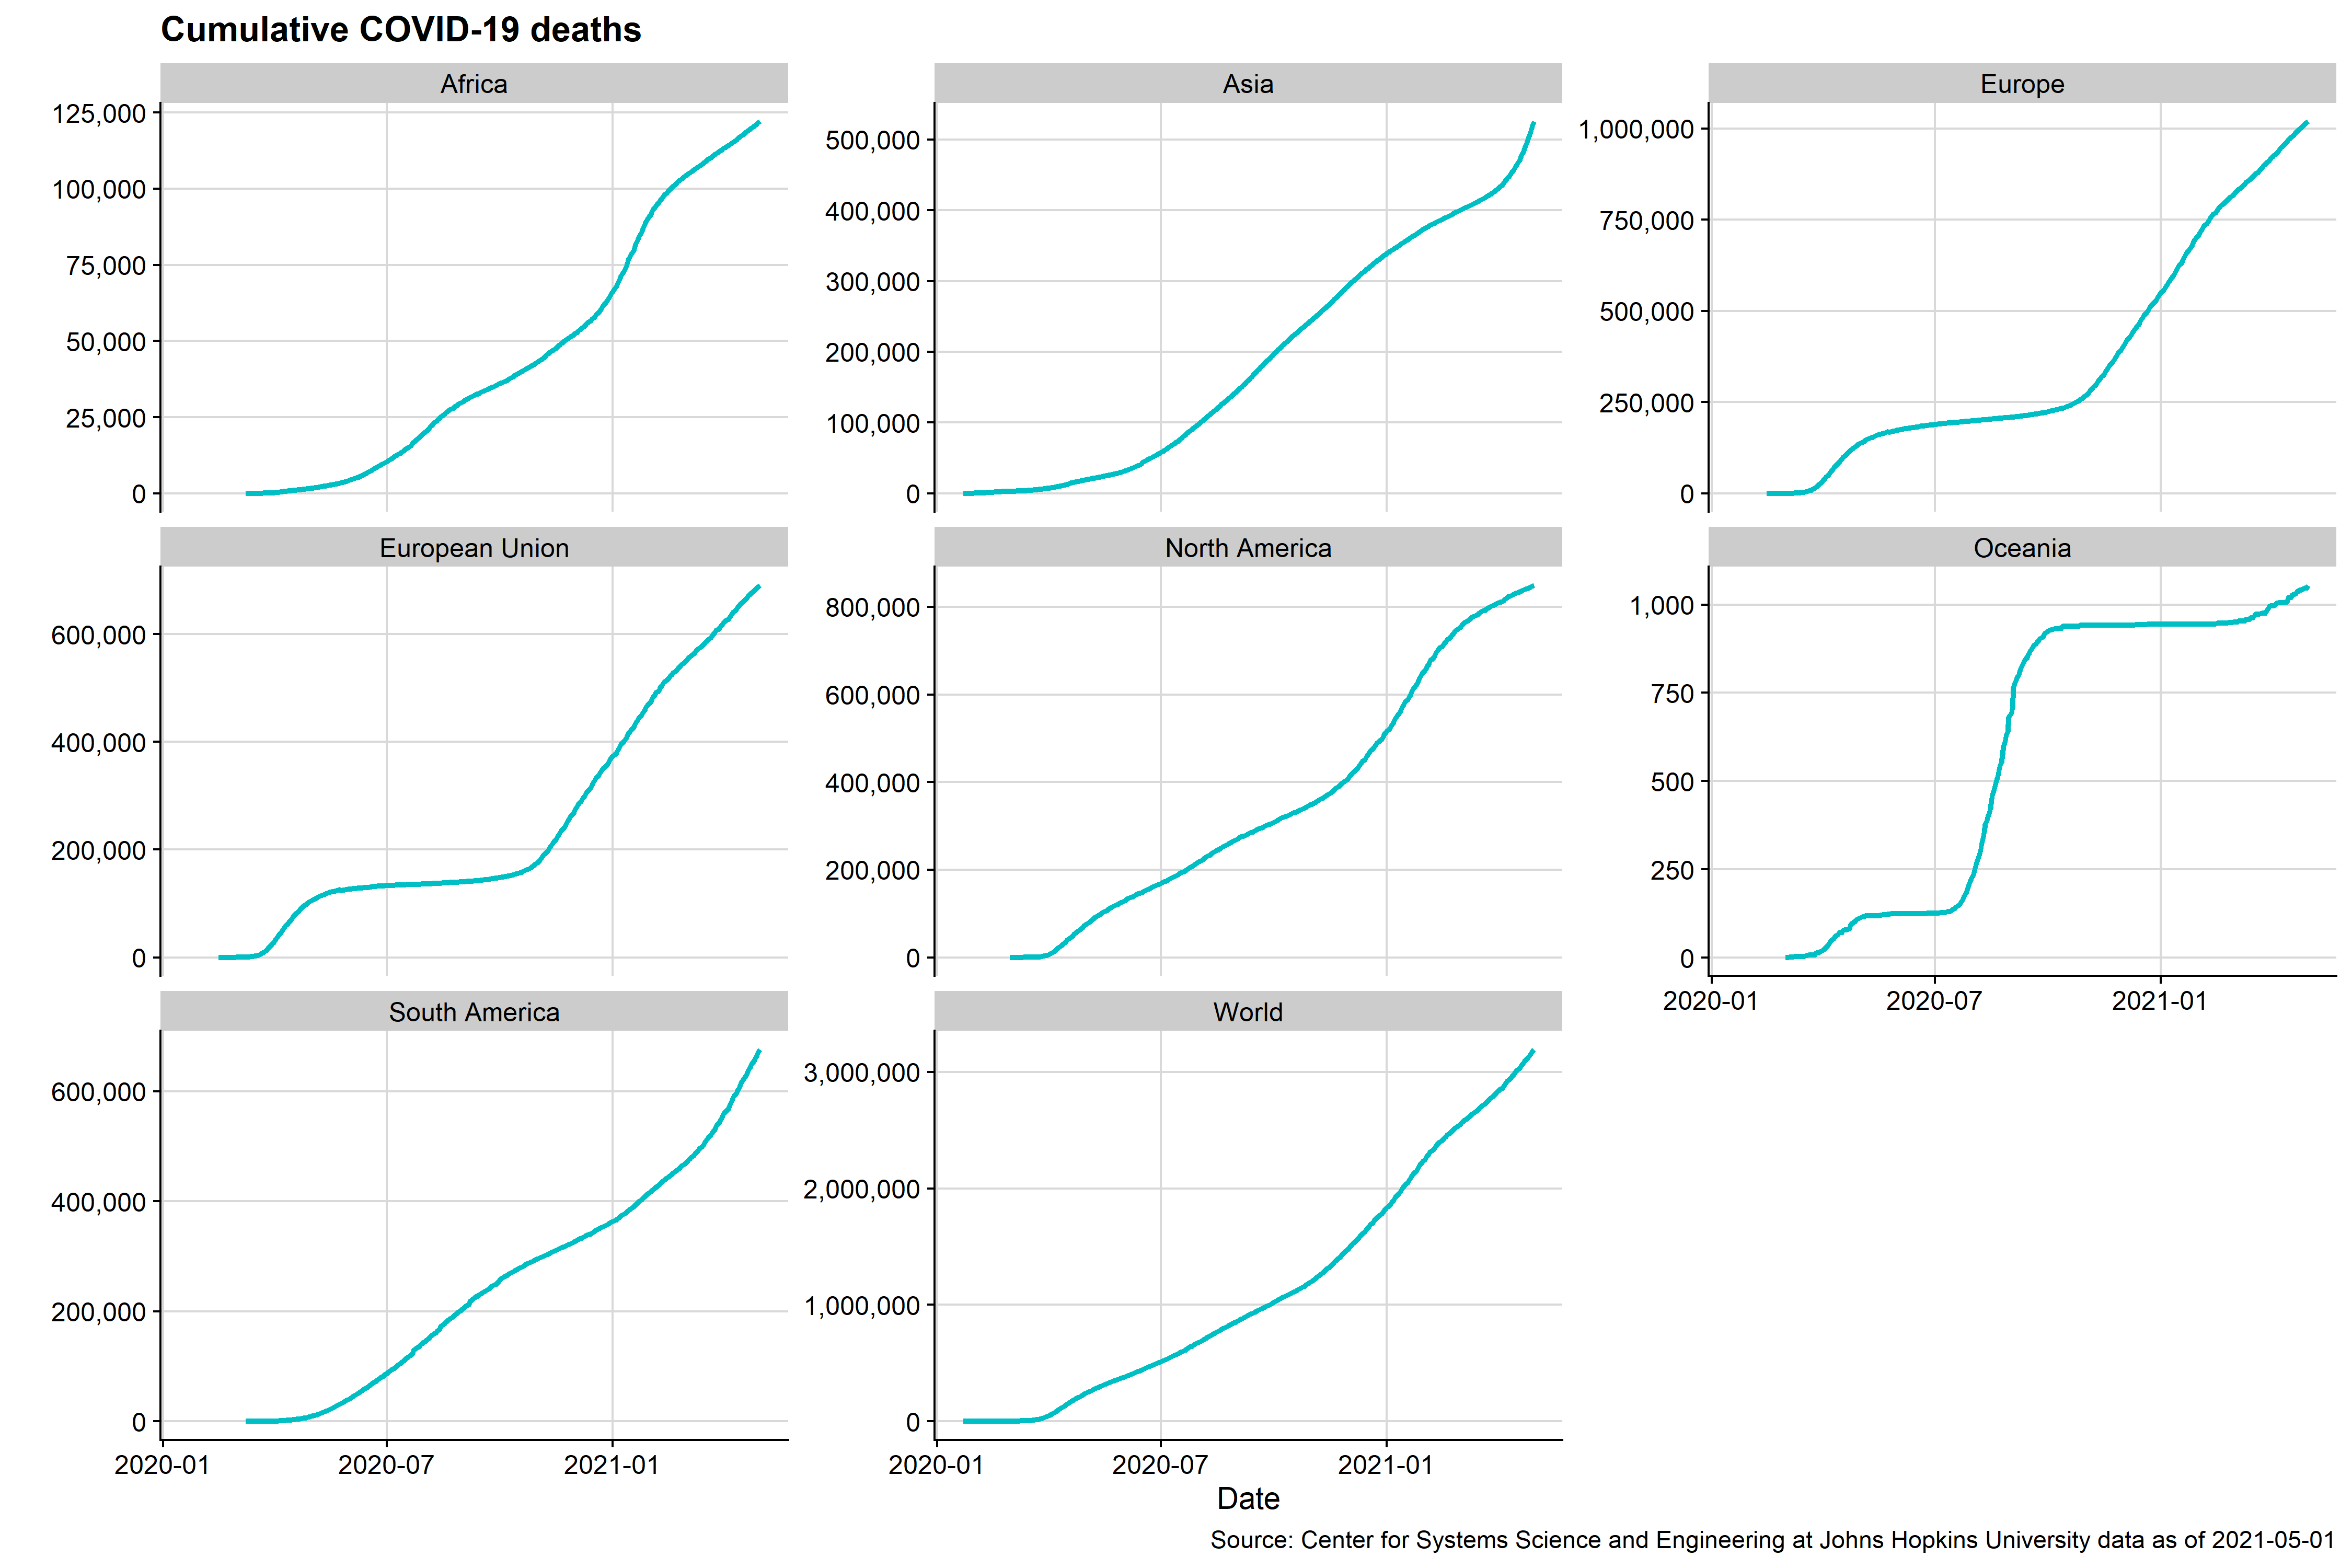 Cumulative COVID-19 deaths
Africa
125,000
100,000
75,000
50,000
25,000
0
Asia
500,000
400,000
300,000
200,000
100,000
0
Europe
1,000,000
750,000
500,000
250,000
0
European Union
600,000
400,000
200,000
0
North America
800,000
600,000
400,000
200,000
0
Oceania
1,000
750
500
250
0
2020-01 2020-07 2021-01
South America
600,000
400,000
200,000
0
2020-01 2020-07 2021-01
World
3,000,000
2,000,000
1,000,000
0
2020-01 2020-07 2021-01
Date
Source: Center for Systems Science and Engineering at Johns Hopkins University data as of 2021-05-01